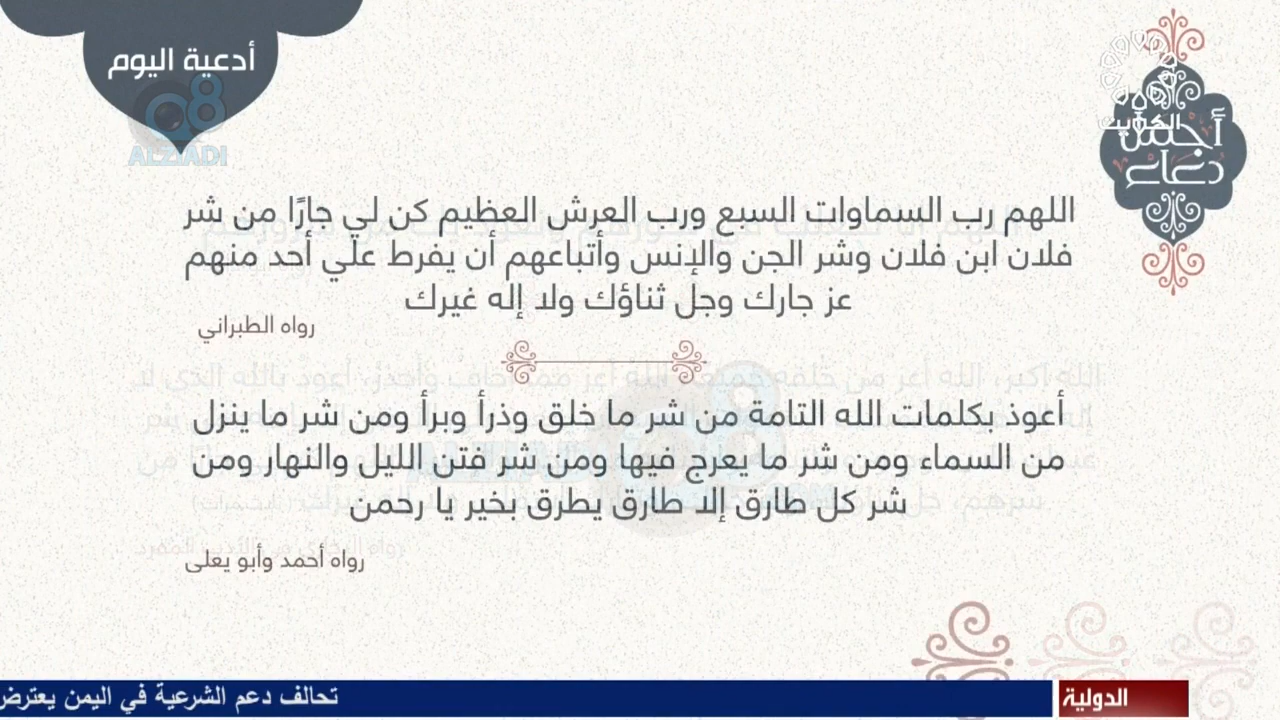 أدعية اليوم
ALZIADI
الكويت
أجمل
دعاء
اللهم رب السماوات السبع ورب العرش العظيم كن لي جارًا من شر
فلان ابن فلان وشر الجن والإنس وأتباعهم أن يفرط علي أحد منهم
عز جارك وجل ثناؤك ولا إله غيرك
رواه الطبراني
أعوذ بكلمات الله التامة من شر ما خلق وذرأ وبرأ ومن شر ما ينزل
من السماء ومن شر ما يعرج فيها ومن شر فتن الليل والنهار ومن
شر كل طارق إلا طارق يطرق بخير يا رحمن
رواه أحمد وأبو يعلى
الدولية
تحالف دعم الشرعية في اليمن يعترض